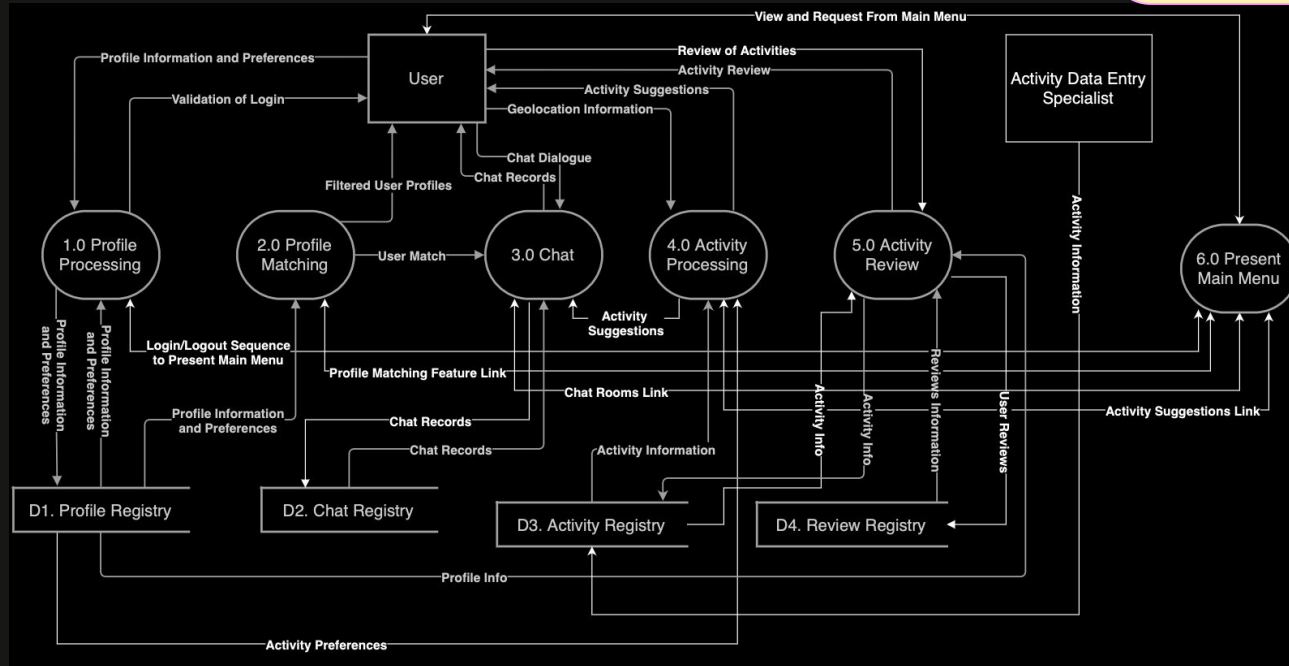 View and Request From Main Menu
User
Profile Information and Preferences
Validation of Login
Review of Activities
Activity Review
Activity Suggestions
Geolocation Information
Activity Data Entry
Specialist
Chat Dialogue
Chat Records
Filtered User Profiles
1.0 Profile
Processing
2.0 Profile
Matching
User Match
3.0 Chat
4.0 Activity
Processing
5.0 Activity
Review
Activity Information
6.0 Present
Main Menu
Activity
Suggestions
Profile Information
and Preferences
Profile Information
and Preferences
Login/Logout Sequence
to Present Main Menu
Profile Matching Feature Link
Chat Rooms Link
Activity Suggestions Link
Profile Information
and Preferences
Chat Records
Chat Records
Activity Information
Activity Info
Activity Info
Reviews Information
User Reviews
D1. Profile Registry
D2. Chat Registry
D3. Activity Registry
D4. Review Registry
Profile Info
Activity Preferences